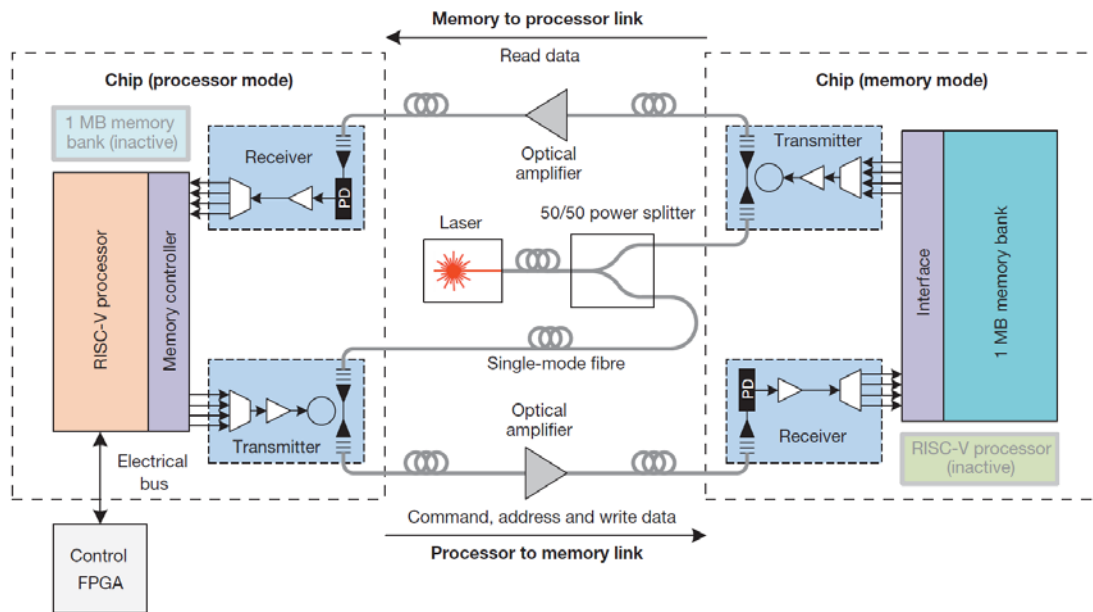 Memory to processor link
Read data
Chip (processor mode)
1 MB memory
bank (inactive)
Receiver
PD
RISC-V processor
Memory controller
Transmitter
Electrical
bus
Control
FPGA
Optical
amplifier
Laser
50/50 power splitter
Single-mode fibre
Optical
amplifier
Command, address and write data
Processor to memory link
Chip (memory mode)
Transmitter
Interface
1 MB memory bank
PD
Receiver
RISC-V processor
(inactive)